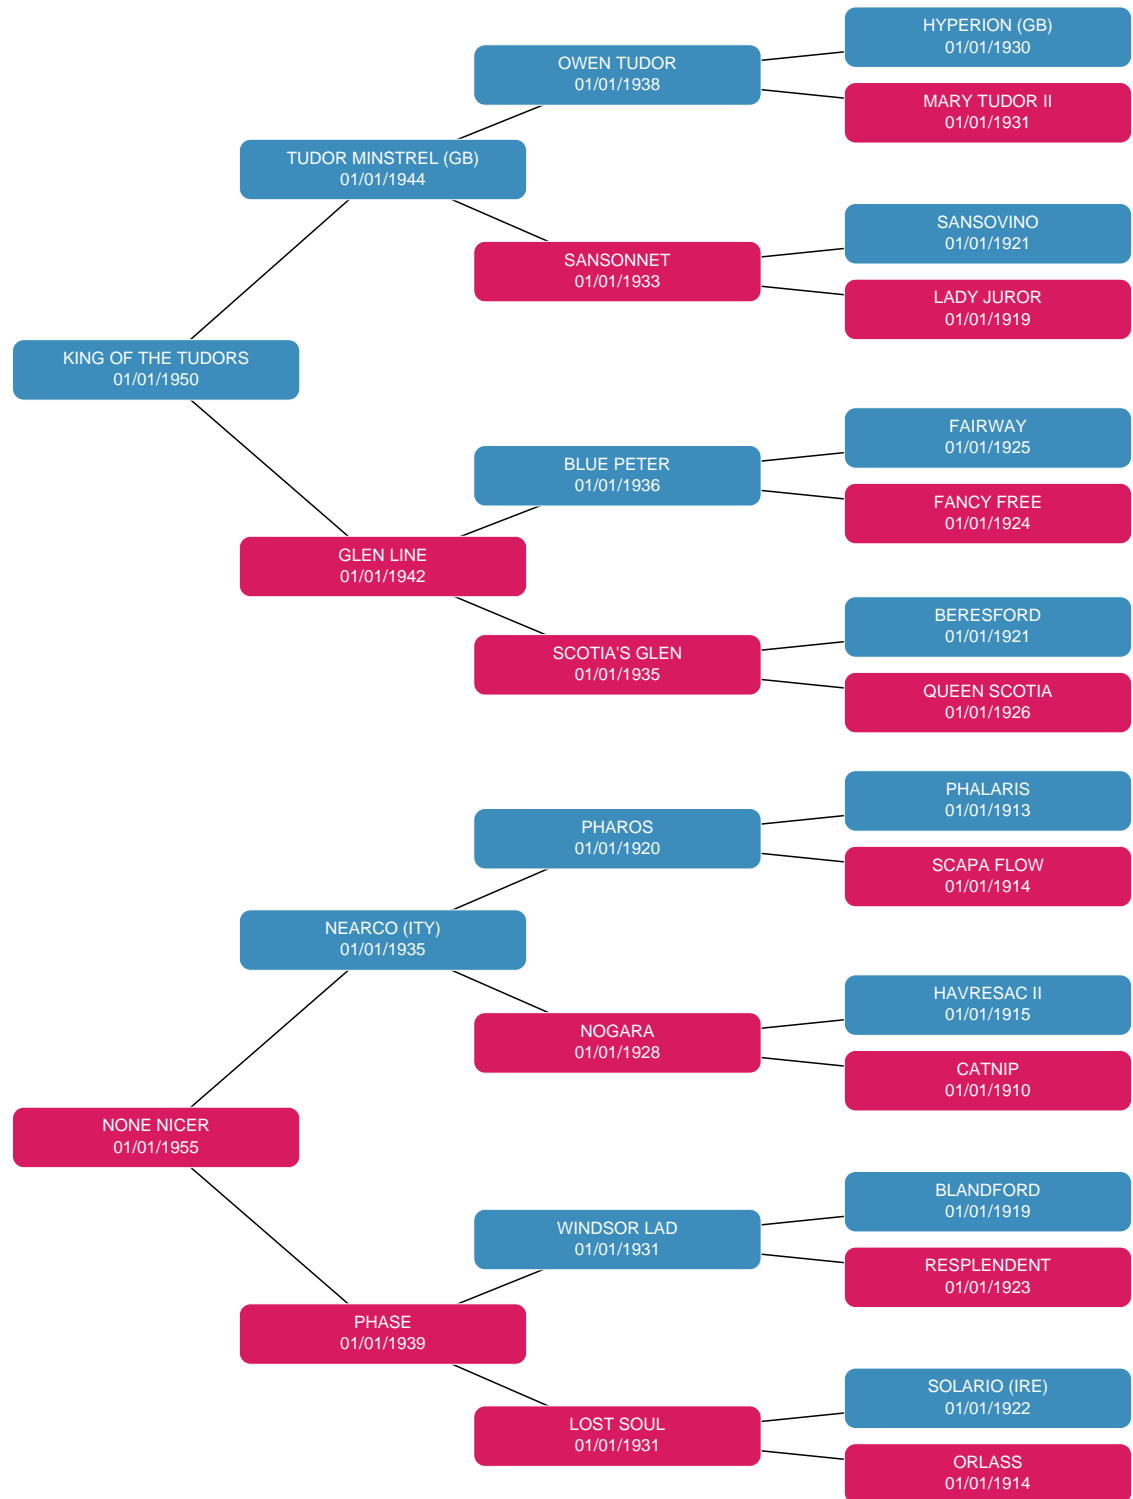 HYPERION (GB)
01/01/1930
OWEN TUDOR
01/01/1938
MARY TUDOR II
01/01/1931
TUDOR MINSTREL (GB)
01/01/1944
SANSOVINO
01/01/1921
SANSONNET
01/01/1933
LADY JUROR
01/01/1919
KING OF THE TUDORS
01/01/1950
FAIRWAY
01/01/1925
BLUE PETER
01/01/1936
FANCY FREE
01/01/1924
GLEN LINE
01/01/1942
BERESFORD
01/01/1921
SCOTIA'S GLEN
01/01/1935
QUEEN SCOTIA
01/01/1926
PHALARIS
01/01/1913
PHAROS
01/01/1920
SCAPA FLOW
01/01/1914
NEARCO (ITY)
01/01/1935
HAVRESAC II
01/01/1915
NOGARA
01/01/1928
CATNIP
01/01/1910
NONE NICER
01/01/1955
BLANDFORD
01/01/1919
WINDSOR LAD
01/01/1931
RESPLENDENT
01/01/1923
PHASE
01/01/1939
SOLARIO (IRE)
01/01/1922
LOST SOUL
01/01/1931
ORLASS
01/01/1914